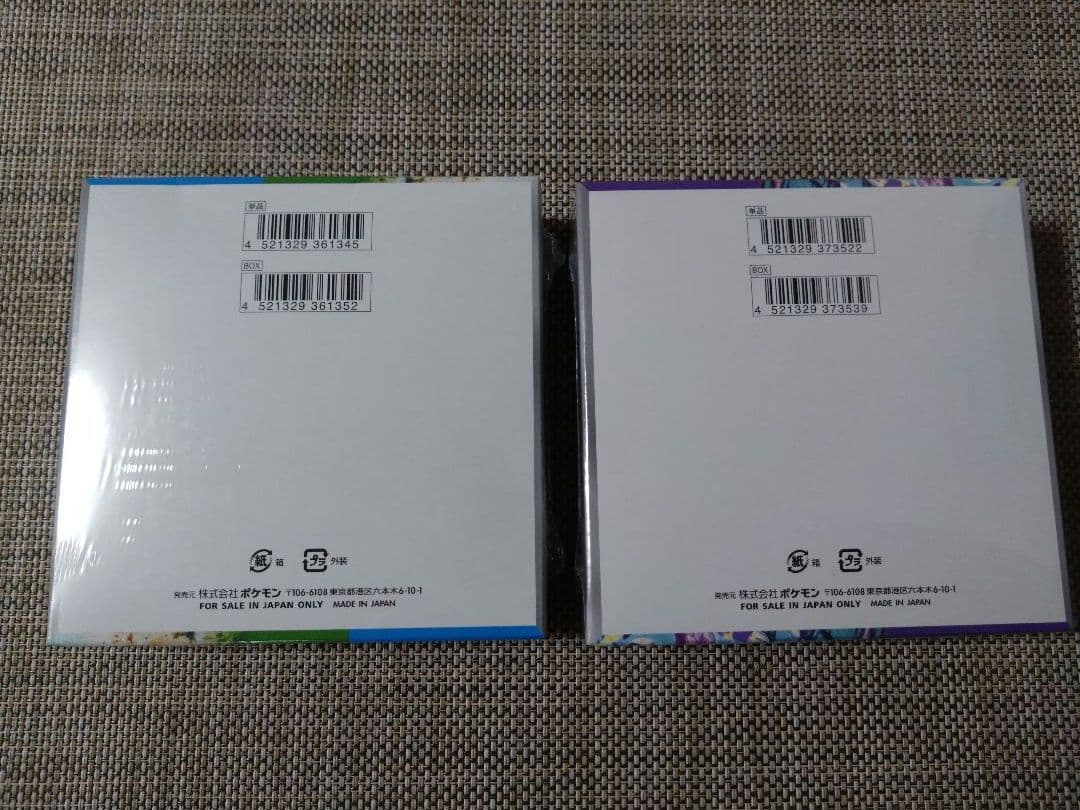 単品
4 521329 361345
BOX
4 521329 361352
紙 箱 プラ 外装
発売元 株式会社ポケモン 〒106-6108 東京都港区六本木6-10-1
FOR SALE IN JAPAN ONLY MADE IN JAPAN
単品
4 521329 373522
BOX
4 521329 373539
紙 箱 プラ 外装
発売元 株式会社ポケモン 〒106-6108 東京都港区六本木6-10-1
FOR SALE IN JAPAN ONLY MADE IN JAPAN